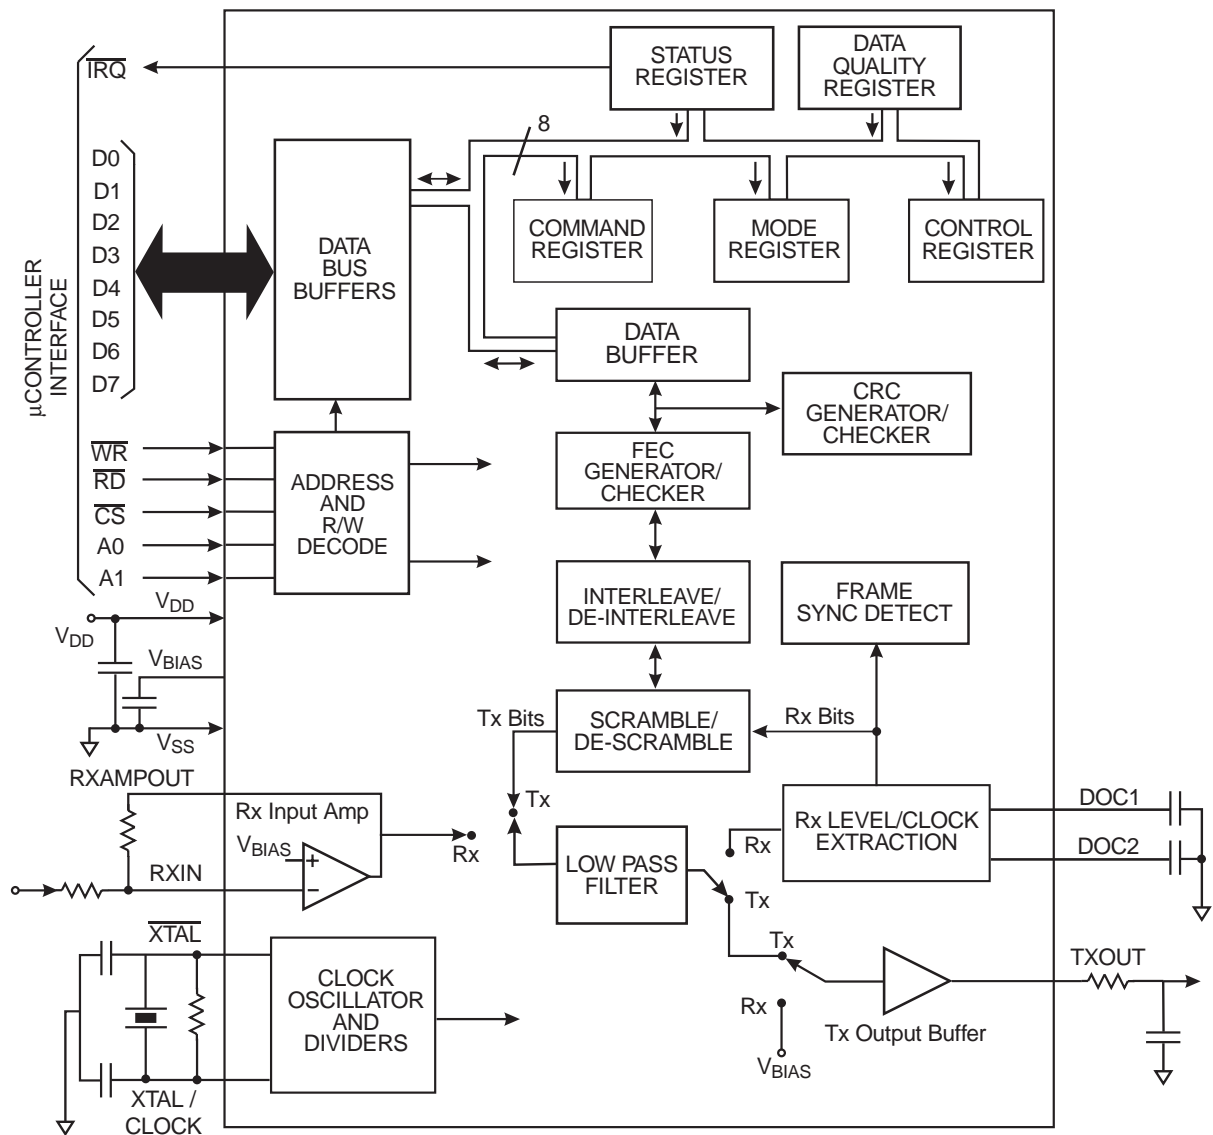 IRQ
STATUS
REGISTER
DATA
QUALITY
REGISTER
8
D0
D1
D2
D3
D4
D5
D6
D7
µCONTROLLER
INTERFACE
DATA
BUS
BUFFERS
COMMAND
REGISTER
MODE
REGISTER
CONTROL
REGISTER
DATA
BUFFER
CRC
GENERATOR/
CHECKER
WR
RD
CS
A0
A1
ADDRESS
AND
R/W
DECODE
FEC
GENERATOR/
CHECKER
INTERLEAVE/
DE-INTERLEAVE
FRAME
SYNC DETECT
VDD
VDD
VBIAS
VSS
Tx Bits
SCRAMBLE/
DE-SCRAMBLE
Rx Bits
RXAMPOUT
Rx Input Amp
VBIAS
+
−
RXIN
Rx
Tx
LOW PASS
FILTER
Rx
Tx
Rx LEVEL/CLOCK
EXTRACTION
DOC1
DOC2
XTAL
CLOCK
OSCILLATOR
AND
DIVIDERS
XTAL /
CLOCK
Tx
Rx
VBIAS
Tx Output Buffer
TXOUT